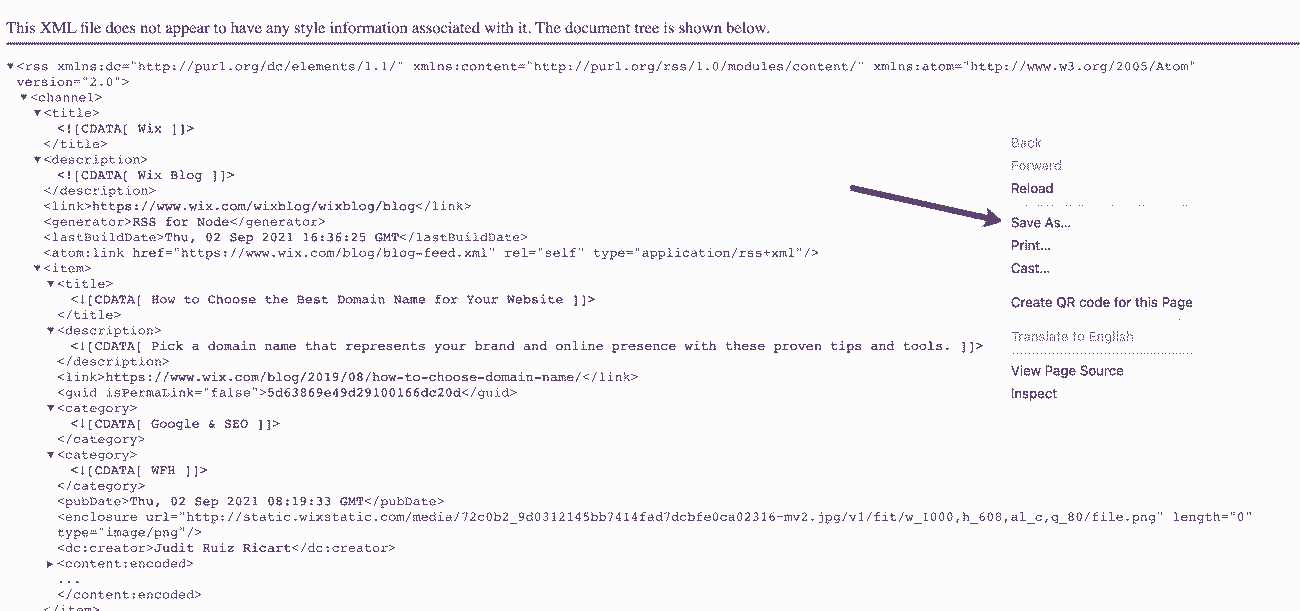 This XML file does not appear to have any style information associated with it. The document tree is shown below.
▼<rss xmlns:dc="http://purl.org/dc/elements/1.1/" xmlns:content="http://purl.org/rss/1.0/modules/content/" xmlns:atom="http://www.w3.org/2005/Atom"
version="2.0">
▼<channel>
▼<title>
<![CDATA[ Wix ]]>
</title>
▼<description>
<![CDATA[ Wix Blog ]]>
</description>
<link>https://www.wix.com/wixblog/wixblog/blog</link>
<generator>RSS for Node</generator>
<lastBuildDate>Thu, 02 Sep 2021 16:36:25 GMT</lastBuildDate>
<atom:link href="https://www.wix.com/blog/blog-feed.xml" rel="self" type="application/rss+xml"/>
▼<item>
▼<title>
<![CDATA[ How to Choose the Best Domain Name for Your Website ]]>
</title>
▼<description>
<![CDATA[ Pick a domain name that represents your brand and online presence with these proven tips and tools. ]]>
</description>
<link>https://www.wix.com/blog/2019/08/how-to-choose-domain-name/</link>
<guid isPermaLink="false">5d63869e49d29100166dc20d</guid>
▼<category>
<![CDATA[ Google & SEO ]]>
</category>
▼<category>
<![CDATA[ WFH ]]>
</category>
<pubDate>Thu, 02 Sep 2021 08:19:33 GMT</pubDate>
<enclosure url="http://static.wixstatic.com/media/72c0b2_9d0312145bb7414fad7dcbfe0ca02316~mv2.jpg/v1/fit/w_1000,h_608,al_c,q_80/file.png" length="0"
type="image/png"/>
<dc:creator>Judit Ruiz Ricart</dc:creator>
▶<content:encoded>
...
</content:encoded>
</item>
Back
Forward
Reload
Save As...
Print...
Cast...
Create QR code for this Page
Translate to English
View Page Source
Inspect